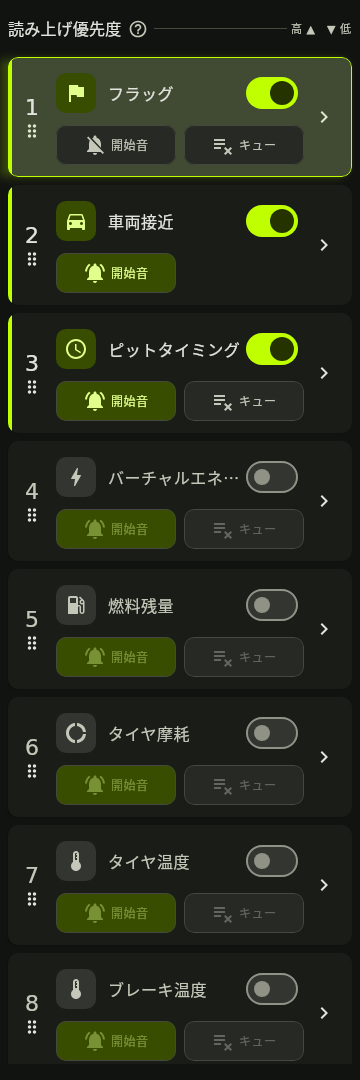 読み上げ優先度 高▲ ▼低
1 フラッグ
開始音 キュー
2 車両接近
開始音
3 ピットタイミング
開始音 キュー
4 バーチャルエネ…
開始音 キュー
5 燃料残量
開始音 キュー
6 タイヤ摩耗
開始音 キュー
7 タイヤ温度
開始音 キュー
8 ブレーキ温度
開始音 キュー